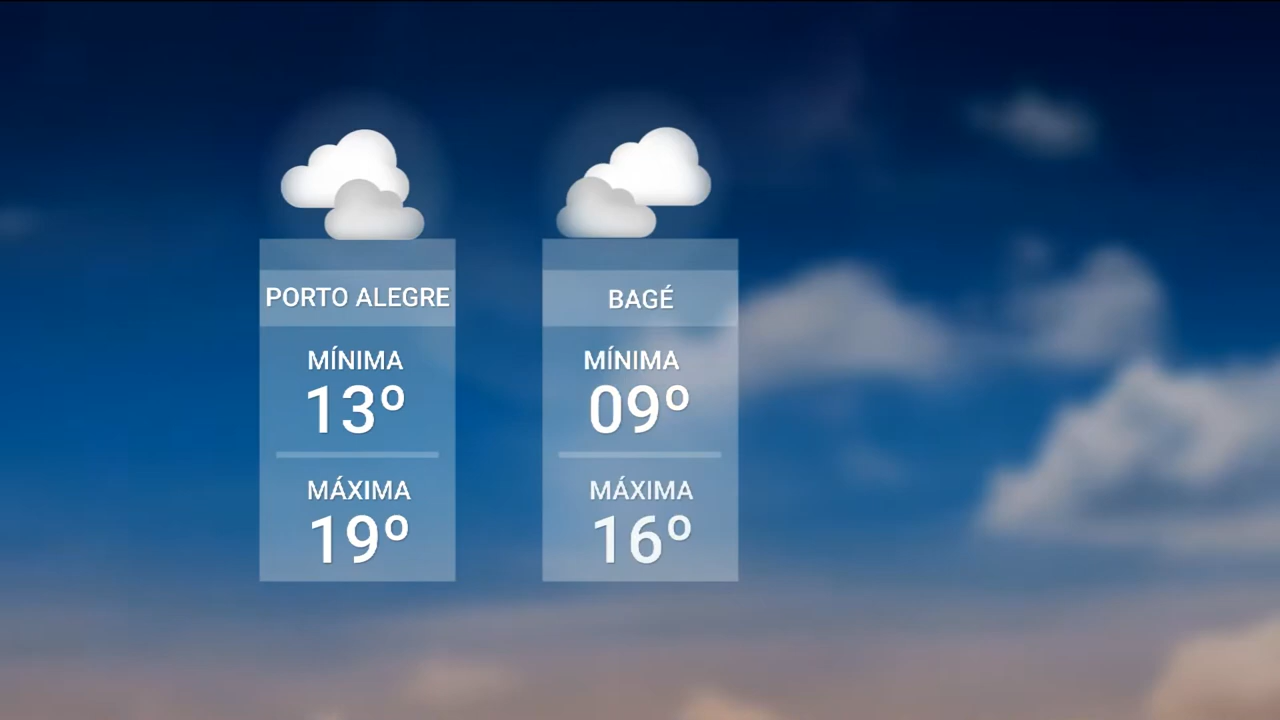 PORTO ALEGRE
MÍNIMA
13º
MÁXIMA
19º
BAGÉ
MÍNIMA
09º
MÁXIMA
16º